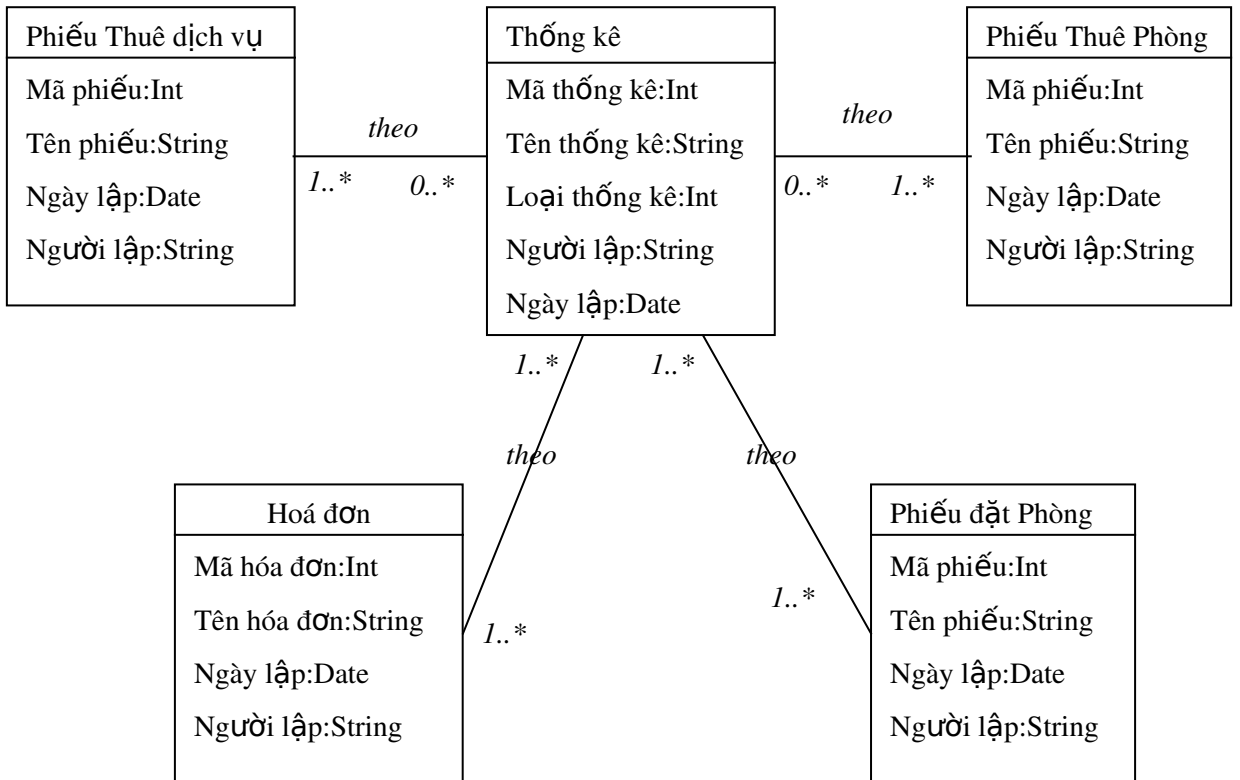 Phiếu Thuê dịch vụ
Mã phiếu:Int
Tên phiếu:String
Ngày lập:Date
Người lập:String
theo
1..*
0..*
Thống kê
Mã thống kê:Int
Tên thống kê:String
Loại thống kê:Int
Người lập:String
Ngày lập:Date
theo
0..*
1..*
Phiếu Thuê Phòng
Mã phiếu:Int
Tên phiếu:String
Ngày lập:Date
Người lập:String
1..*
1..*
theo
theo
Hoá đơn
Mã hóa đơn:Int
Tên hóa đơn:String
Ngày lập:Date
Người lập:String
1..*
1..*
Phiếu đặt Phòng
Mã phiếu:Int
Tên phiếu:String
Ngày lập:Date
Người lập:String